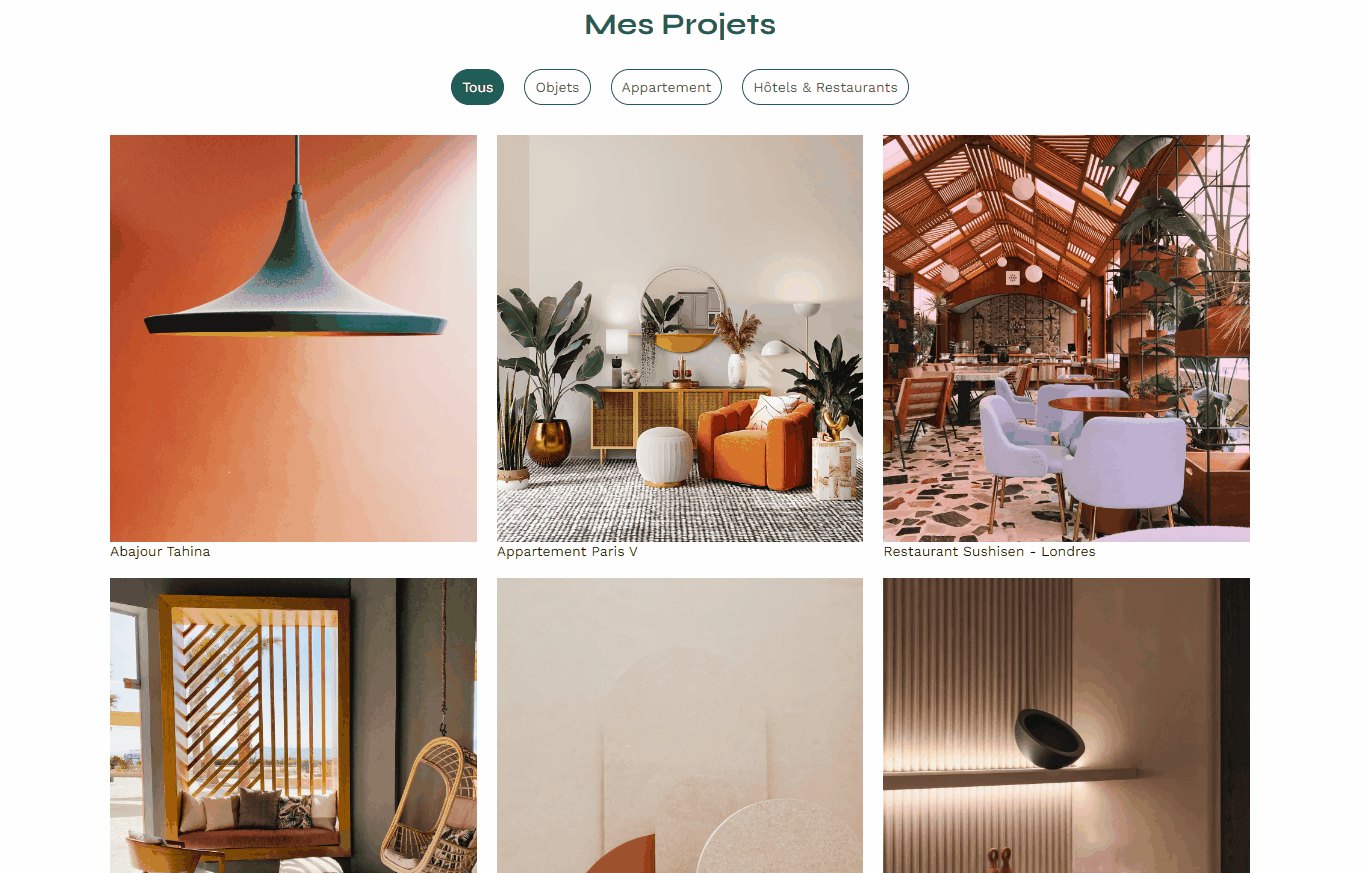 Mes Projets
Tous
Objets
Appartement
Hôtels & Restaurants
Abajour Tahina
Appartement Paris V
Restaurant Sushisen - Londres